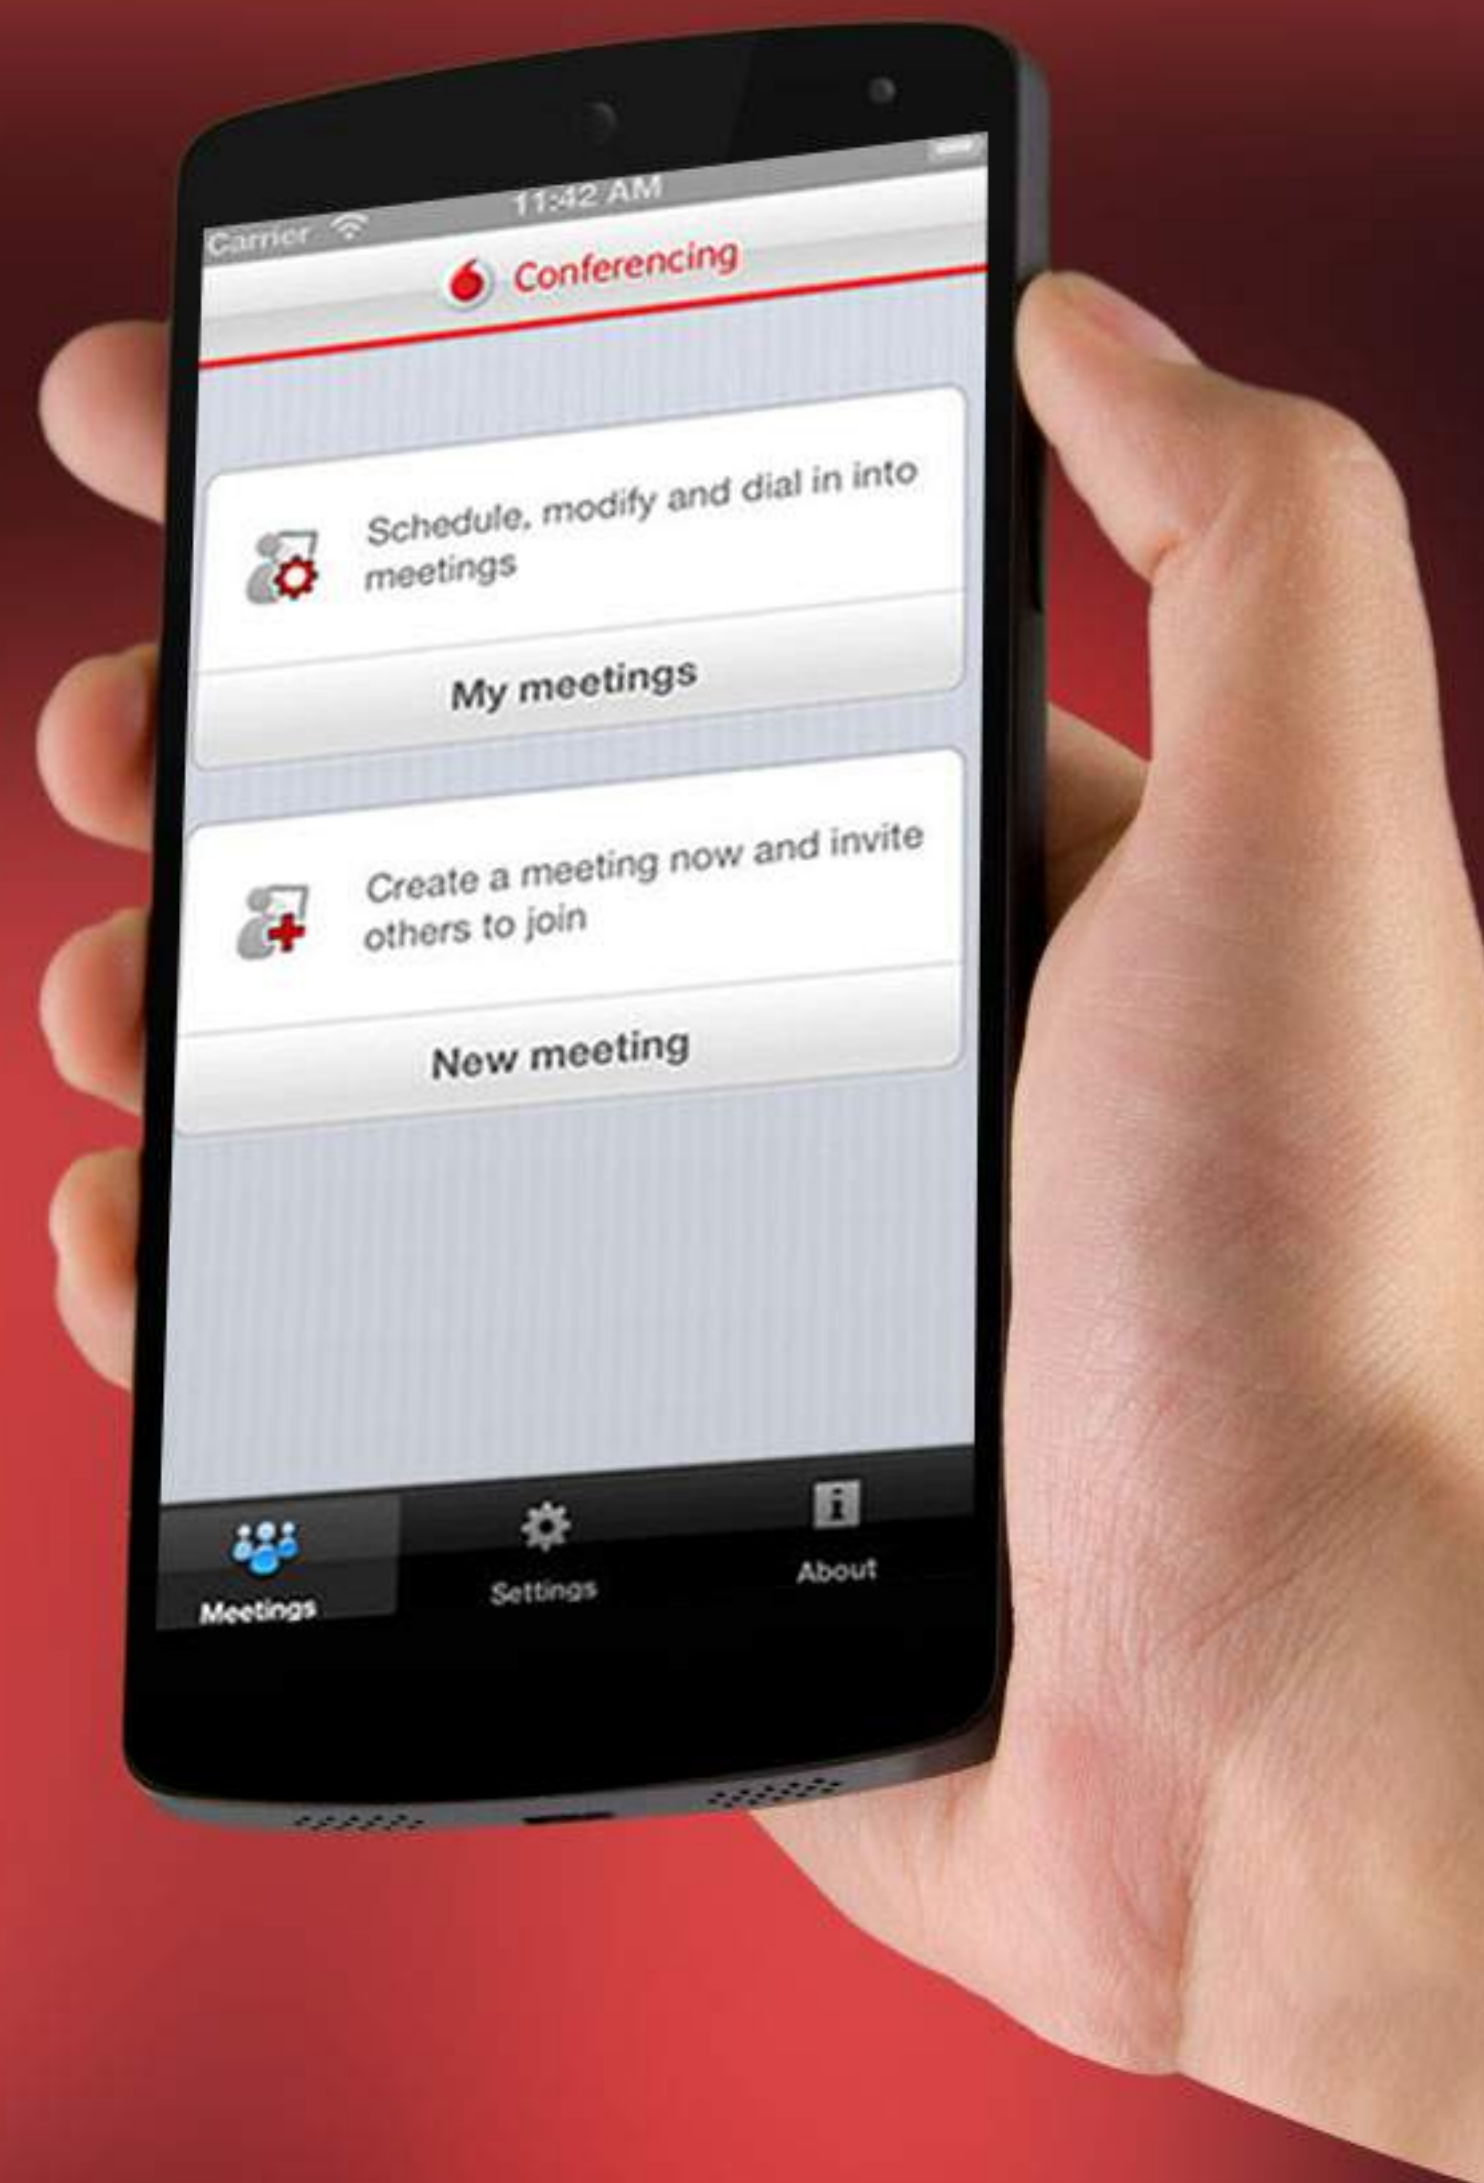 Carrier
11:42 AM
Conferencing
Schedule, modify and dial in into
meetings
My meetings
Create a meeting now and invite
others to join
New meeting
Meetings
Settings
About